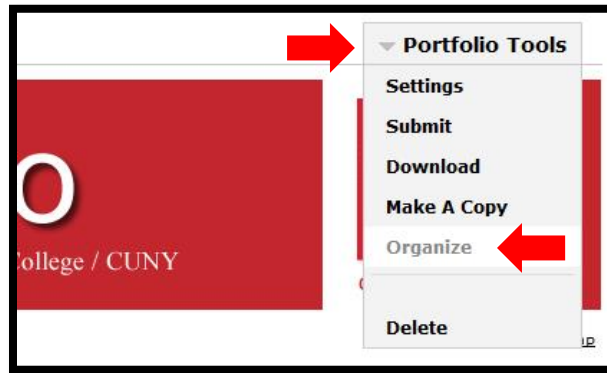 Portfolio Tools
Settings
Submit
Download
Make A Copy
Organize
Delete
o
ollege / CUNY